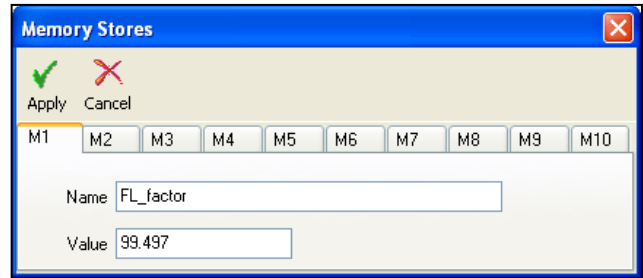 Memory Stores
Apply Cancel
M1 M2 M3 M4 M5 M6 M7 M8 M9 M10
Name FL_factor
Value 99.497